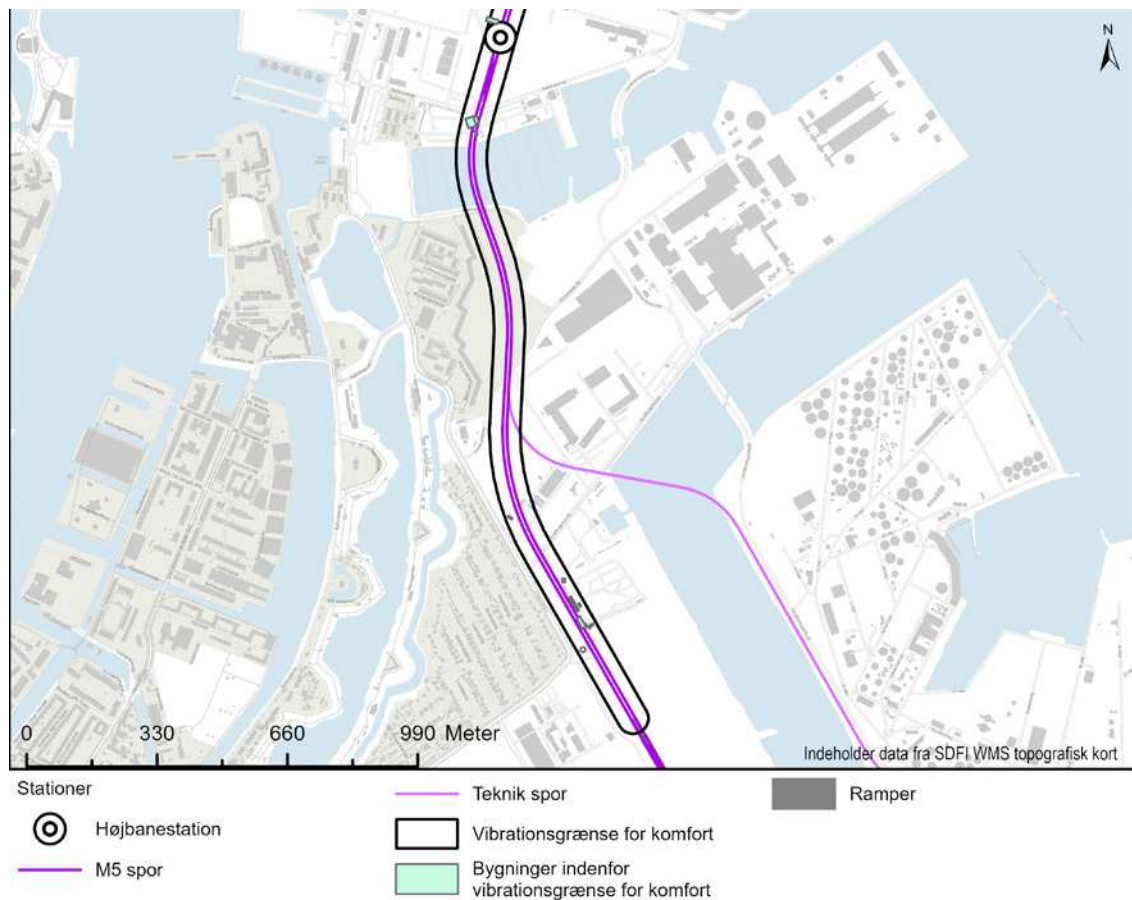 N
0 330 660 990 Meter
Indeholder data fra SDFI WMS topografisk kort
Stationer
Højbanestation
M5 spor
Teknik spor
Vibrationsgrænse for komfort
Bygninger indenfor
vibrationsgrænse for komfort
Ramper